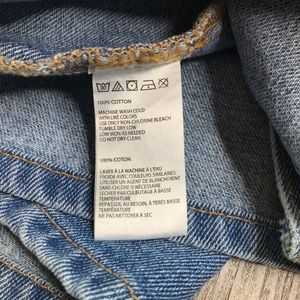 100% COTTON
MACHINE WASH COLD
WITH LIKE COLORS
USE ONLY NON-CHLORINE BLEACH
TUMBLE DRY LOW
LOW IRON AS NEEDED
DO NOT DRY CLEAN
100% COTON
LAVER À LA MACHINE À L'EAU
FROIDE AVEC COULEURS SIMILAIRES
UTILISER UN AGENT DE BLANCHIMENT
SANS CHLORE SI NÉCESSAIRE
SÉCHER PAR CULBUTAGE À BASSE
TEMPÉRATURE
REPASSER, AU BESOIN, À TRÈS BASSE
TEMPÉRATURE
NE PAS NETTOYER À SEC